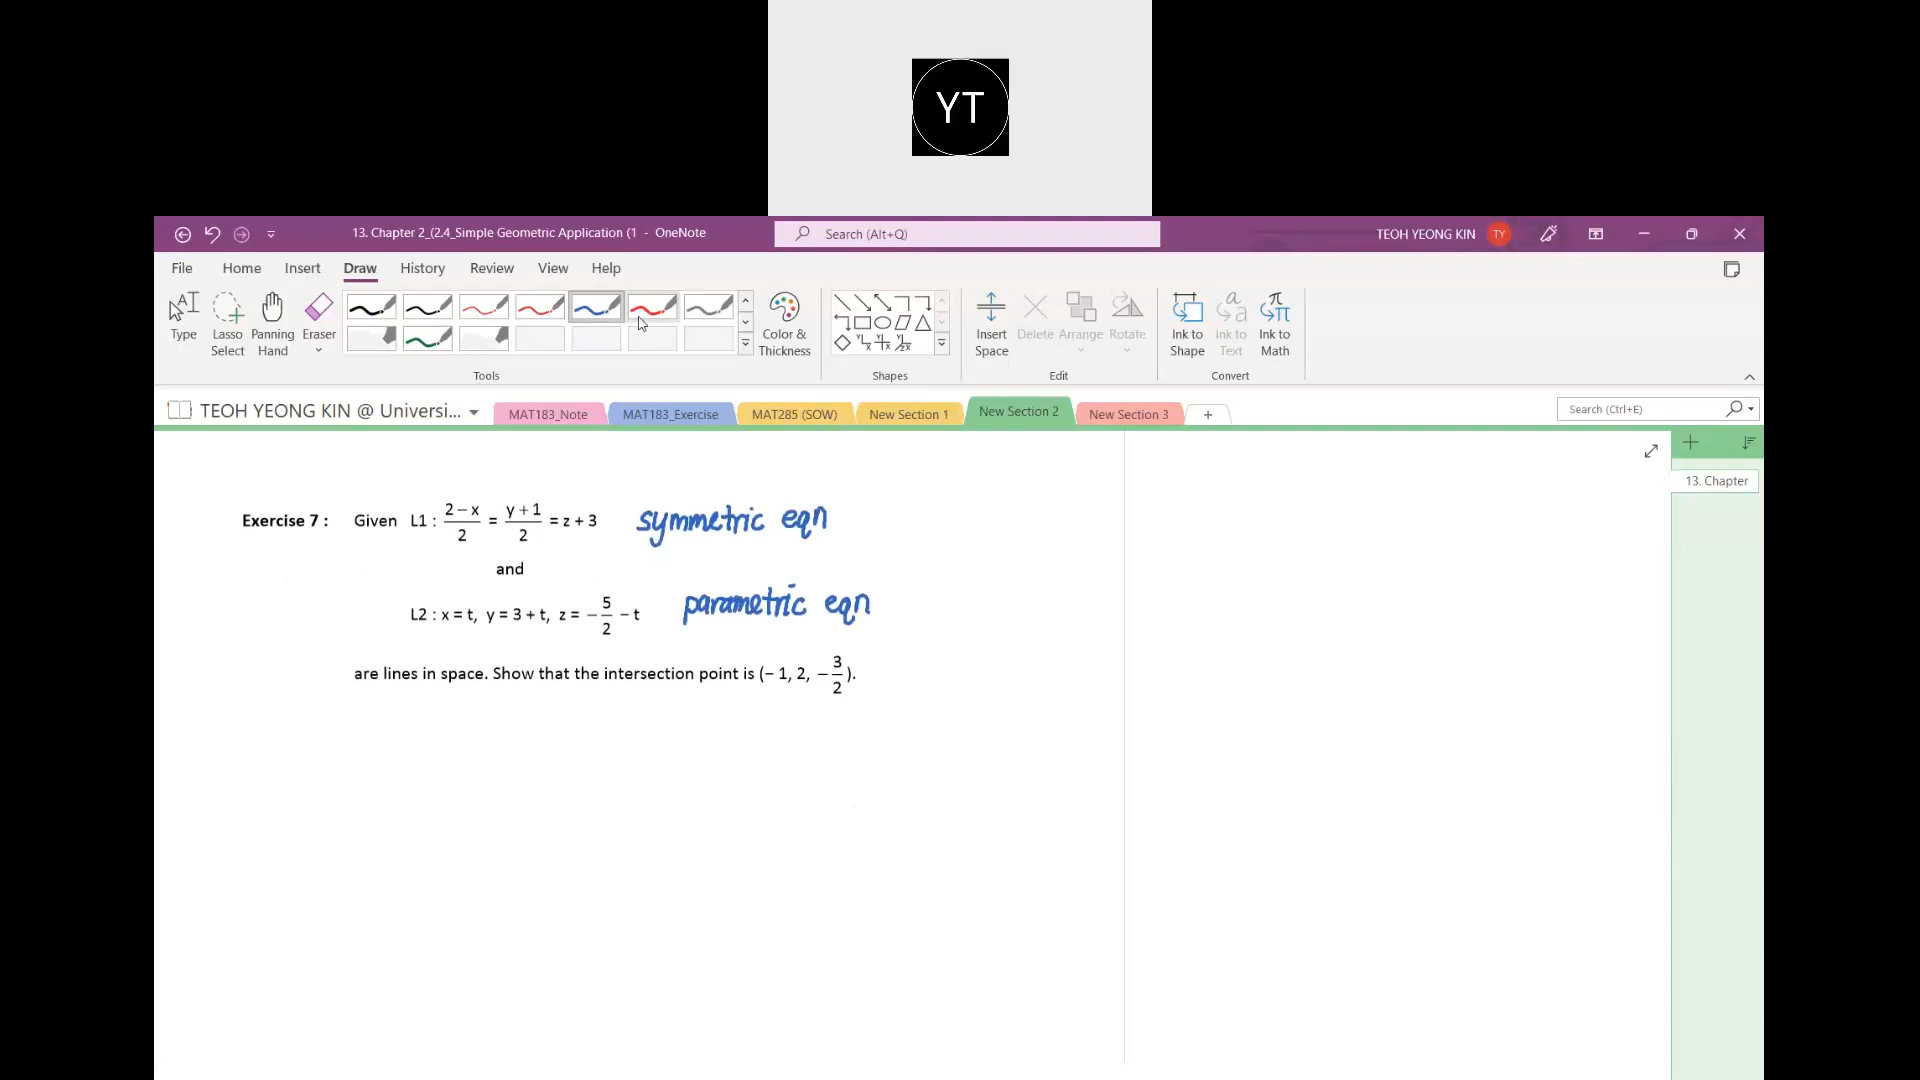 YT
13. Chapter 2_(2.4_Simple Geometric Application (1 - OneNote
Search (Alt+Q)
TEOH YEONG KIN TY
File Home Insert Draw History Review View Help
Type Lasso Select Panning Hand Eraser Color & Thickness Insert Space Delete Arrange Rotate Ink to Shape Ink to Text Ink to Math
Tools Shapes Edit Convert
TEOH YEONG KIN @ Universi... MAT183_Note MAT183_Exercise MAT285 (SOW) New Section 1 New Section 2 New Section 3 + Search (Ctrl+E)
13. Chapter
Exercise 7 : Given L1 : (2 − x)/2 = (y + 1)/2 = z + 3 symmetric eqn
and
L2 : x = t, y = 3 + t, z = − 5/2 − t parametric eqn
are lines in space. Show that the intersection point is (− 1, 2, − 3/2 ).